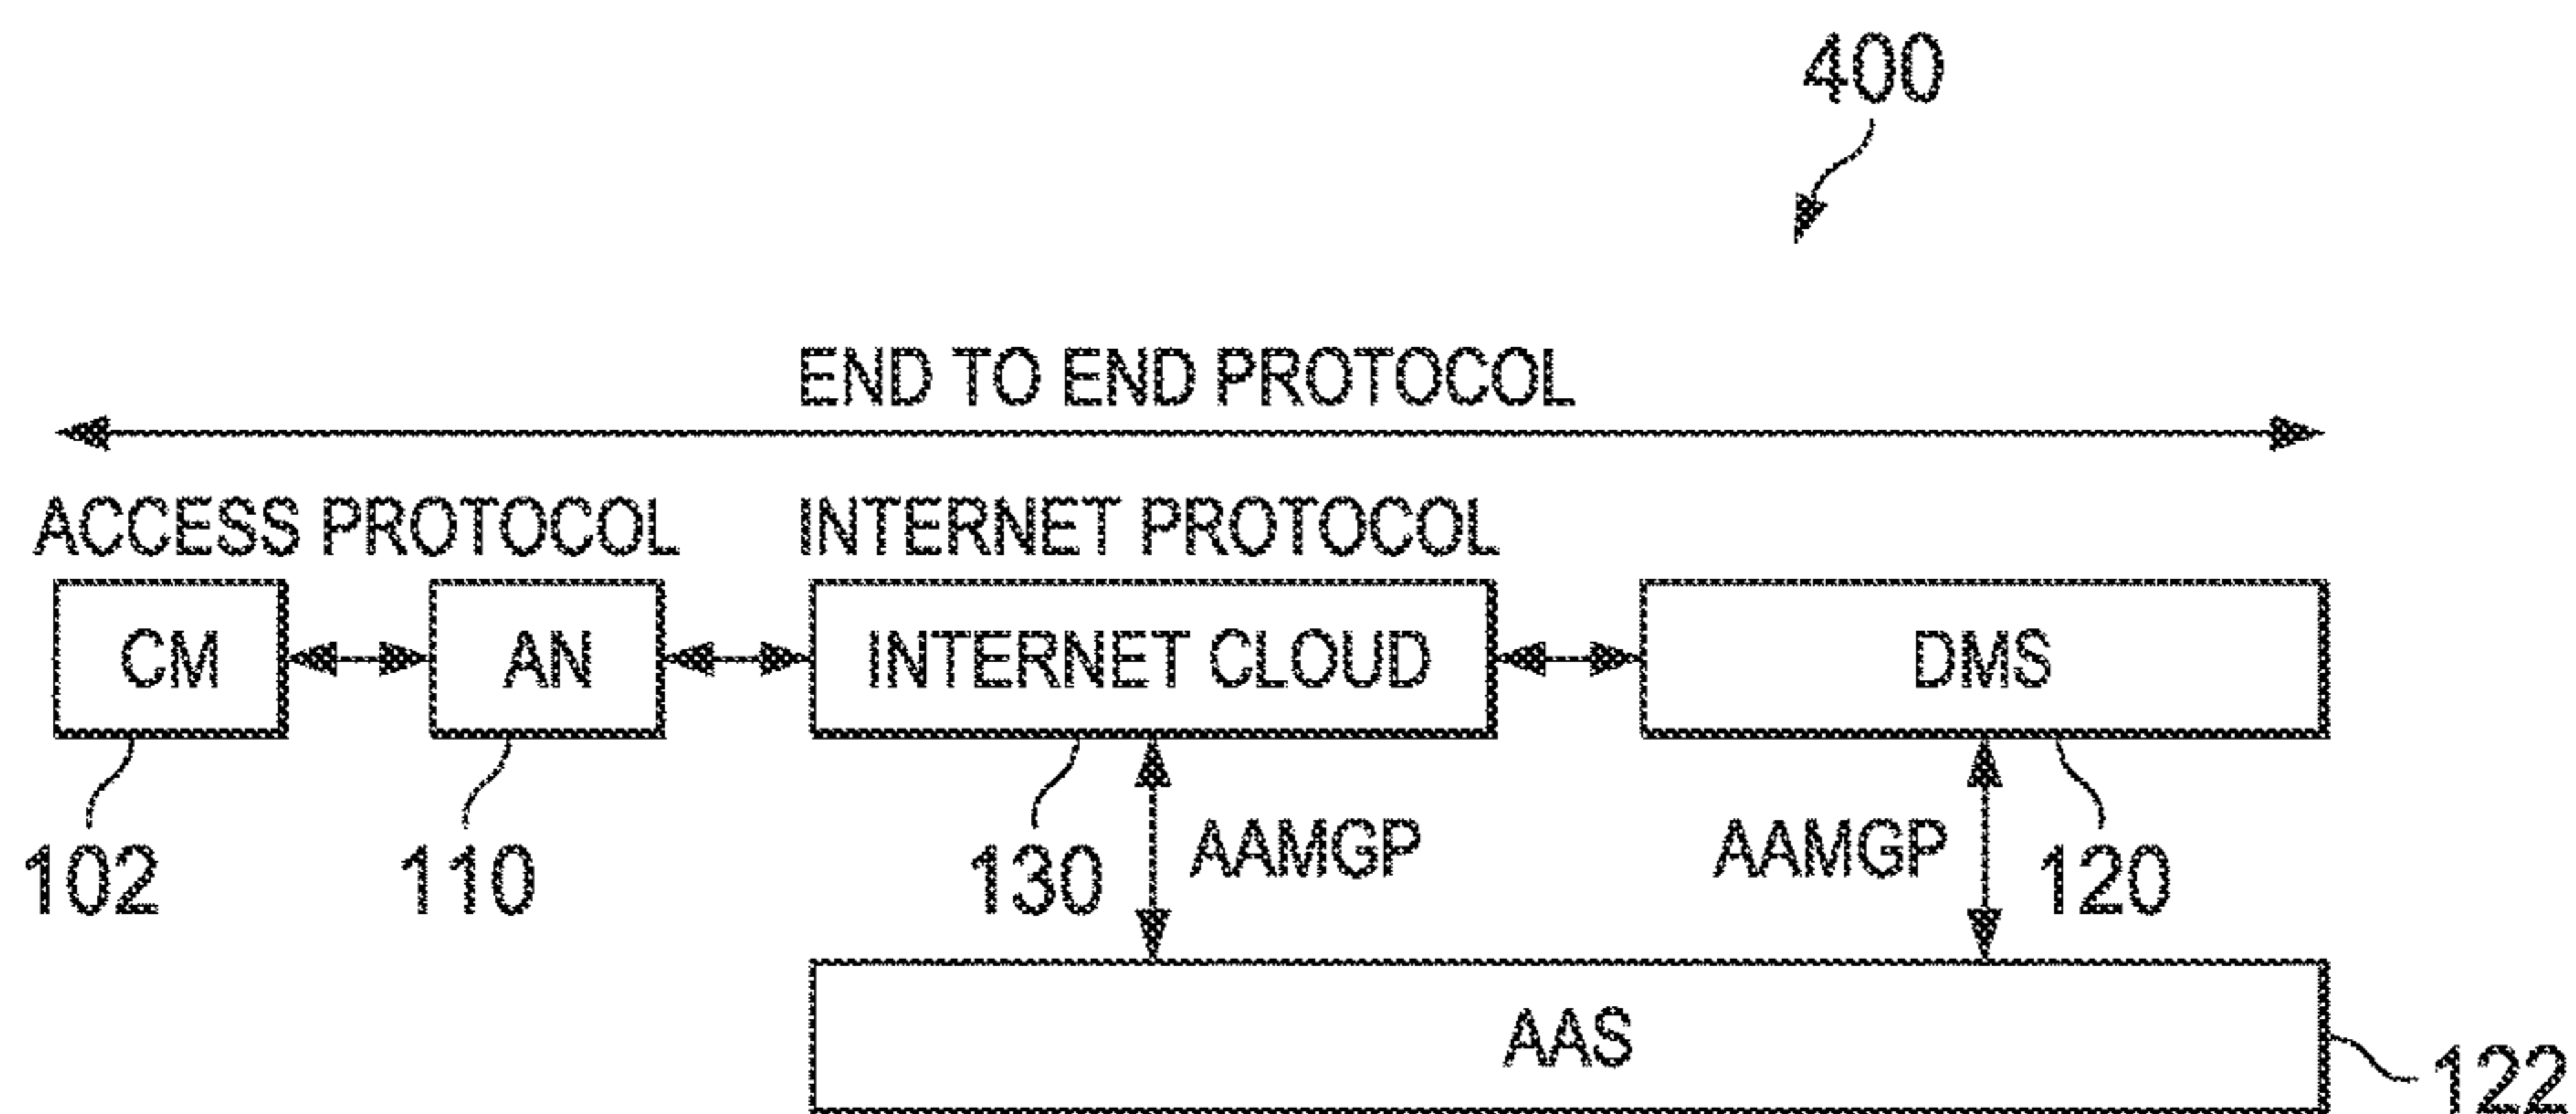 400
END TO END PROTOCOL
ACCESS PROTOCOL INTERNET PROTOCOL
CM AN INTERNET CLOUD DMS
102 110 130 AAMGP AAMGP 120
AAS
122